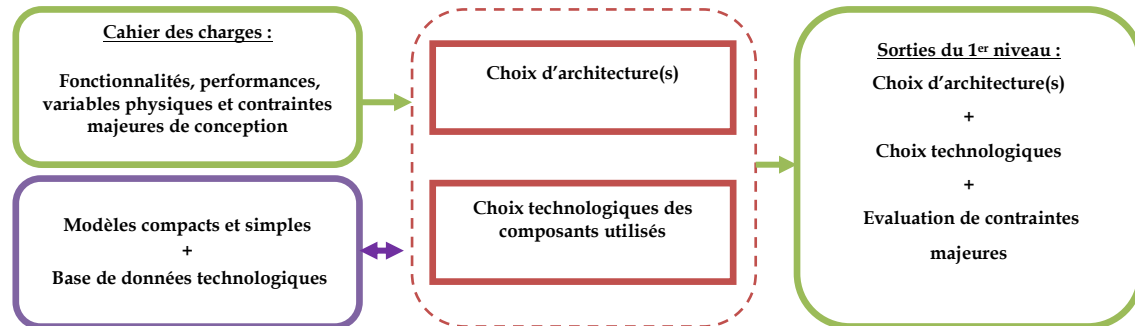 Cahier des charges :
Fonctionnalités, performances,
variables physiques et contraintes
majeures de conception
Modèles compacts et simples
+
Base de données technologiques
Choix d’architecture(s)
Choix technologiques des
composants utilisés
Sorties du 1er niveau :
Choix d’architecture(s)
+
Choix technologiques
+
Evaluation de contraintes
majeures